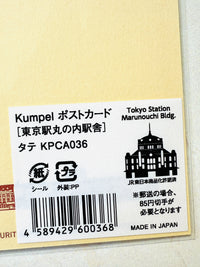 Kumpel ポストカード
[東京駅丸の内駅舎]
タテ KPCA036
Tokyo Station
Marunouchi Bldg.
JR東日本商品化許諾済
紙
シール
プラ
外装:PP
※郵送の場合、
85円切手が
必要となります
MADE IN JAPAN
4 589429 600368
URIT